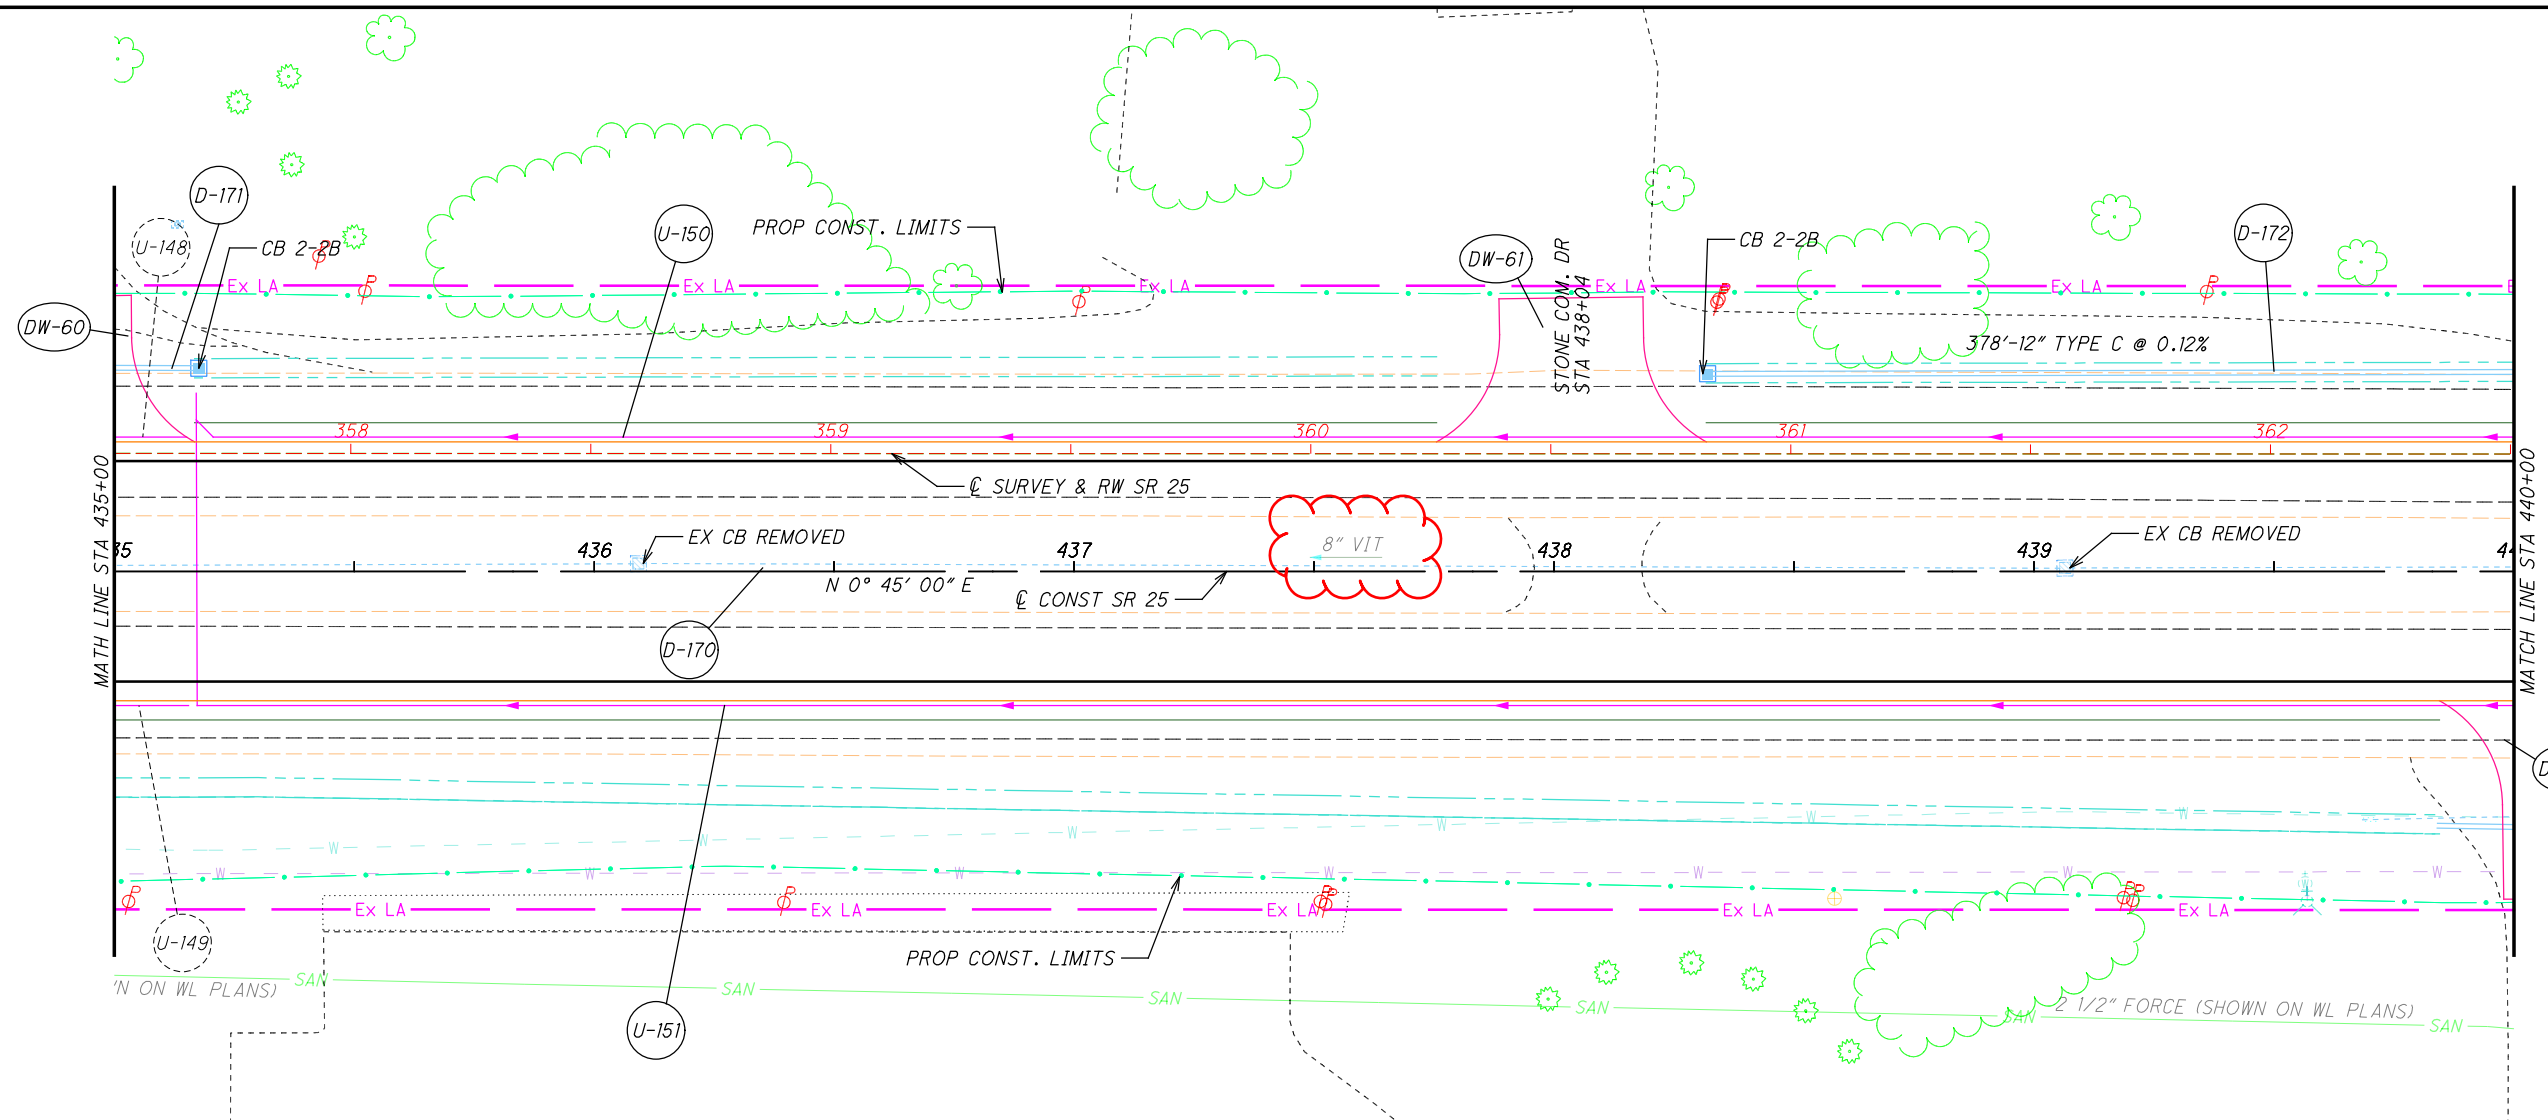 D-171
U-148
CB 2-2B
U-150
PROP CONST. LIMITS
DW-61
STONE COM. DR
STA 438+04
CB 2-2B
D-172
Ex LA
Ex LA
Ex LA
Ex LA
Ex LA
P
P
P
P
P
DW-60
378'-12" TYPE C @ 0.12%
358
359
360
361
362
MATH LINE STA 435+00
℄ SURVEY & RW SR 25
MATCH LINE STA 440+00
EX CB REMOVED
8" VIT
EX CB REMOVED
35
436
437
438
439
44
N 0° 45' 00" E
℄ CONST SR 25
D-170
D
W
W
W
W
W
W
W
W
W
W
W
W
W
P
P
P
P
P
P
Ex LA
Ex LA
Ex LA
Ex LA
Ex LA
U-149
PROP CONST. LIMITS
'N ON WL PLANS)
SAN
SAN
SAN
SAN
SAN
SAN
2 1/2" FORCE (SHOWN ON WL PLANS)
U-151